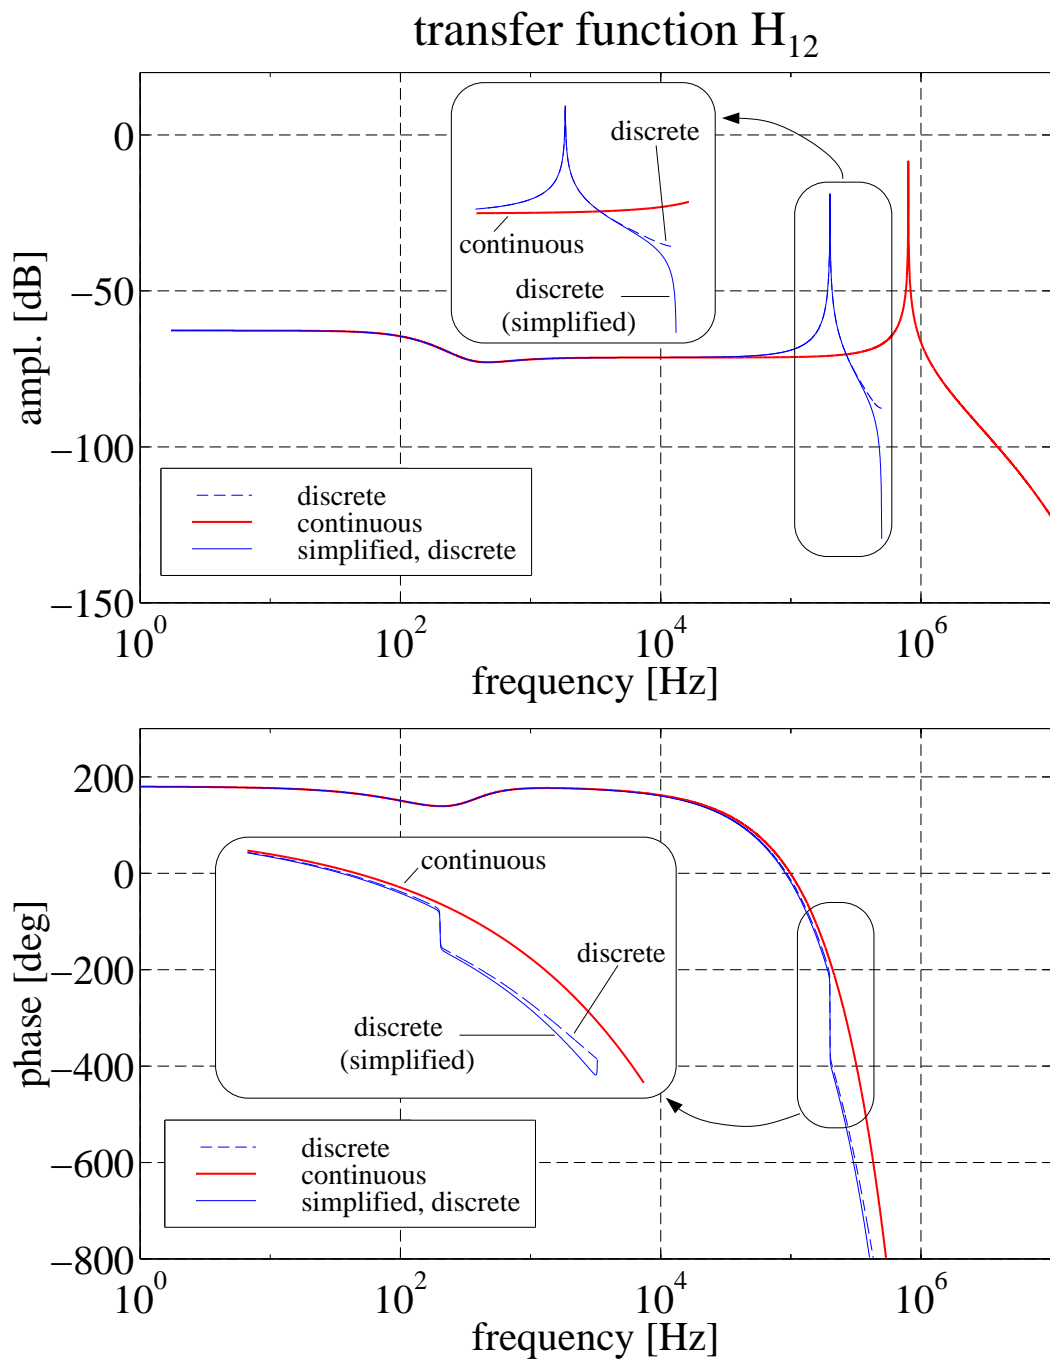 transfer function H12
ampl. [dB]
0
−50
−100
−150
discrete
continuous
discrete
(simplified)
discrete
continuous
simplified, discrete
10^0
10^2
10^4
10^6
frequency [Hz]
phase [deg]
200
0
−200
−400
−600
−800
continuous
discrete
discrete
(simplified)
discrete
continuous
simplified, discrete
10^0
10^2
10^4
10^6
frequency [Hz]